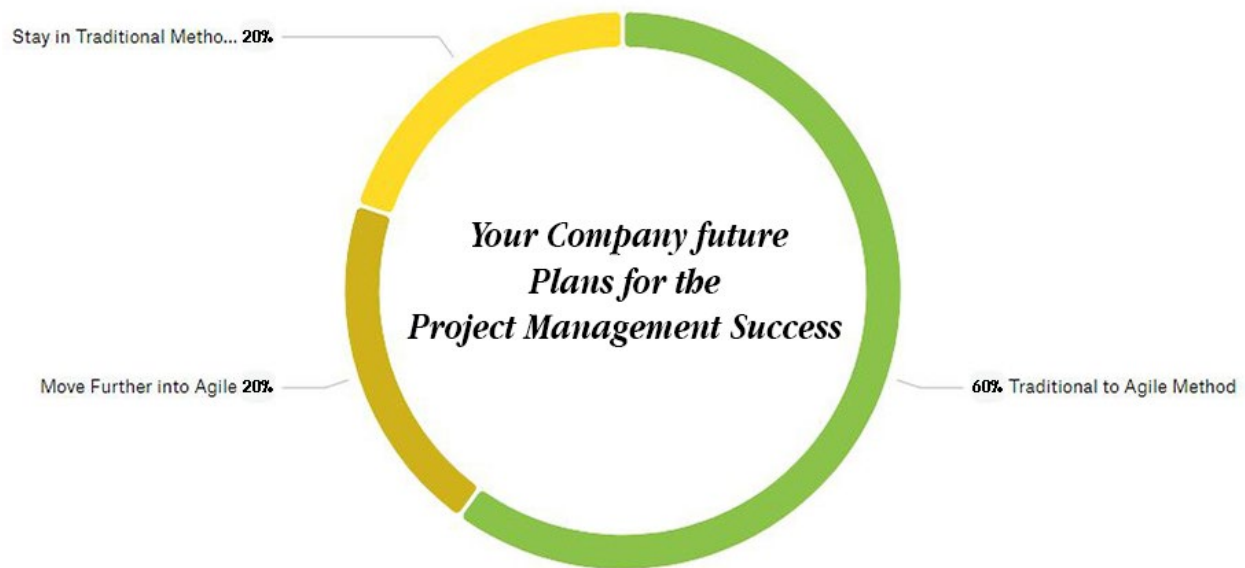 Stay in Traditional Metho... 20%
Your Company future
Plans for the
Project Management Success
Move Further into Agile 20%
60% Traditional to Agile Method